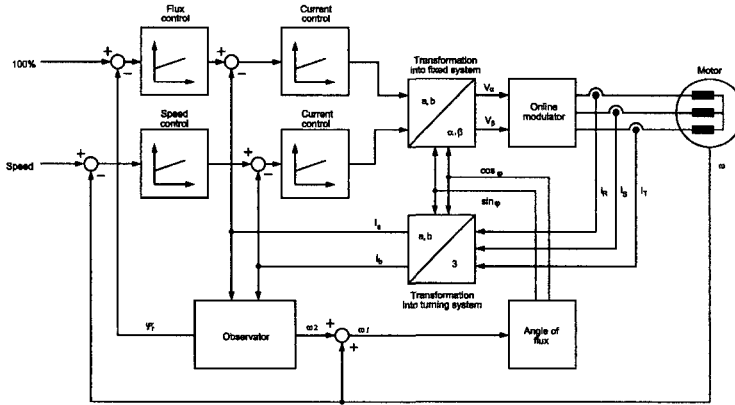 Flux
control
Current
control
100%
+
−
+
−
Transformation
into fixed system
Motor
a, b
α, β
Vα
Vβ
Online
modulator
Speed
control
Current
control
Speed
+
−
+
−
cos φ
sin φ
ω
iR
iS
iT
Ia
ib
a, b
3
Transformation
into turning system
Ψr
Observator
ω2
+
+
ω1
Angle of
flux